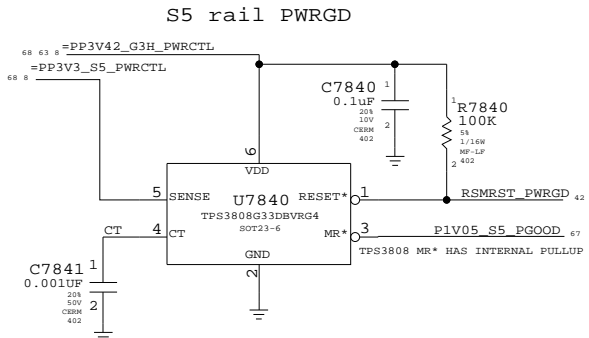 S5 rail PWRGD
68 63 8 =PP3V42_G3H_PWRCTL
68 8 =PP3V3_S5_PWRCTL
C7840 1
0.1uF
20%
10V 2
CERM
402
1 R7840
100K
5%
1/16W
MF-LF
2 402
6
VDD
5 SENSE U7840 RESET* 1 RSMRST_PWRGD 42
TPS3808G33DBVRG4
SOT23-6
CT 4 CT MR* 3 P1V05_S5_PGOOD 67
TPS3808 MR* HAS INTERNAL PULLUP
GND
2
C7841 1
0.001UF
20%
50V 2
CERM
402